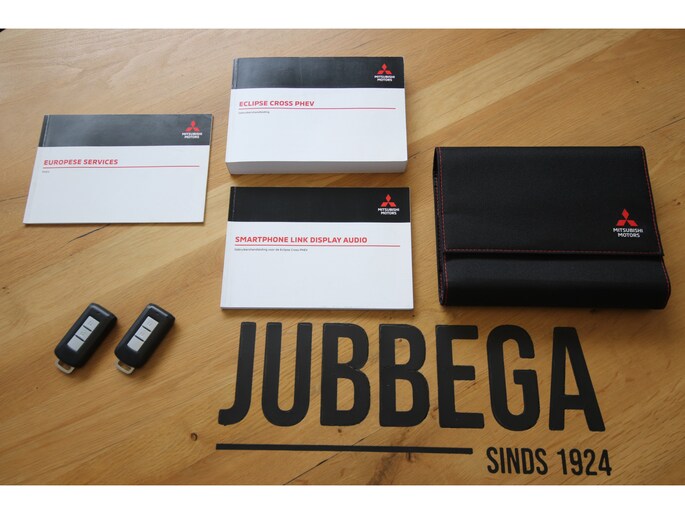 MITSUBISHI
MOTORS
ECLIPSE CROSS PHEV
MITSUBISHI
MOTORS
EUROPESE SERVICES
MITSUBISHI
MOTORS
SMARTPHONE LINK DISPLAY AUDIO
MITSUBISHI
MOTORS
JUBBEGA
SINDS 1924